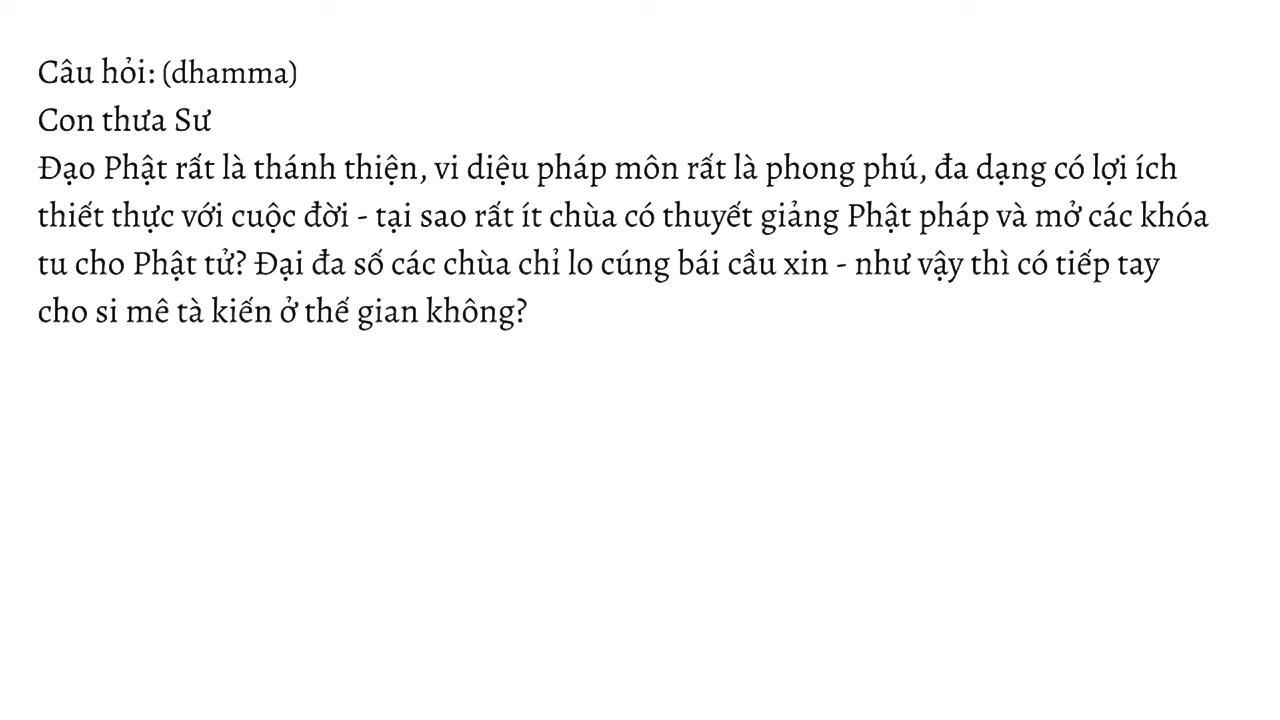 Câu hỏi: (dhamma)
Con thưa Sư
Đạo Phật rất là thánh thiện, vi diệu pháp môn rất là phong phú, đa dạng có lợi ích
thiết thực với cuộc đời - tại sao rất ít chùa có thuyết giảng Phật pháp và mở các khóa
tu cho Phật tử? Đại đa số các chùa chỉ lo cúng bái cầu xin - như vậy thì có tiếp tay
cho si mê tà kiến ở thế gian không?